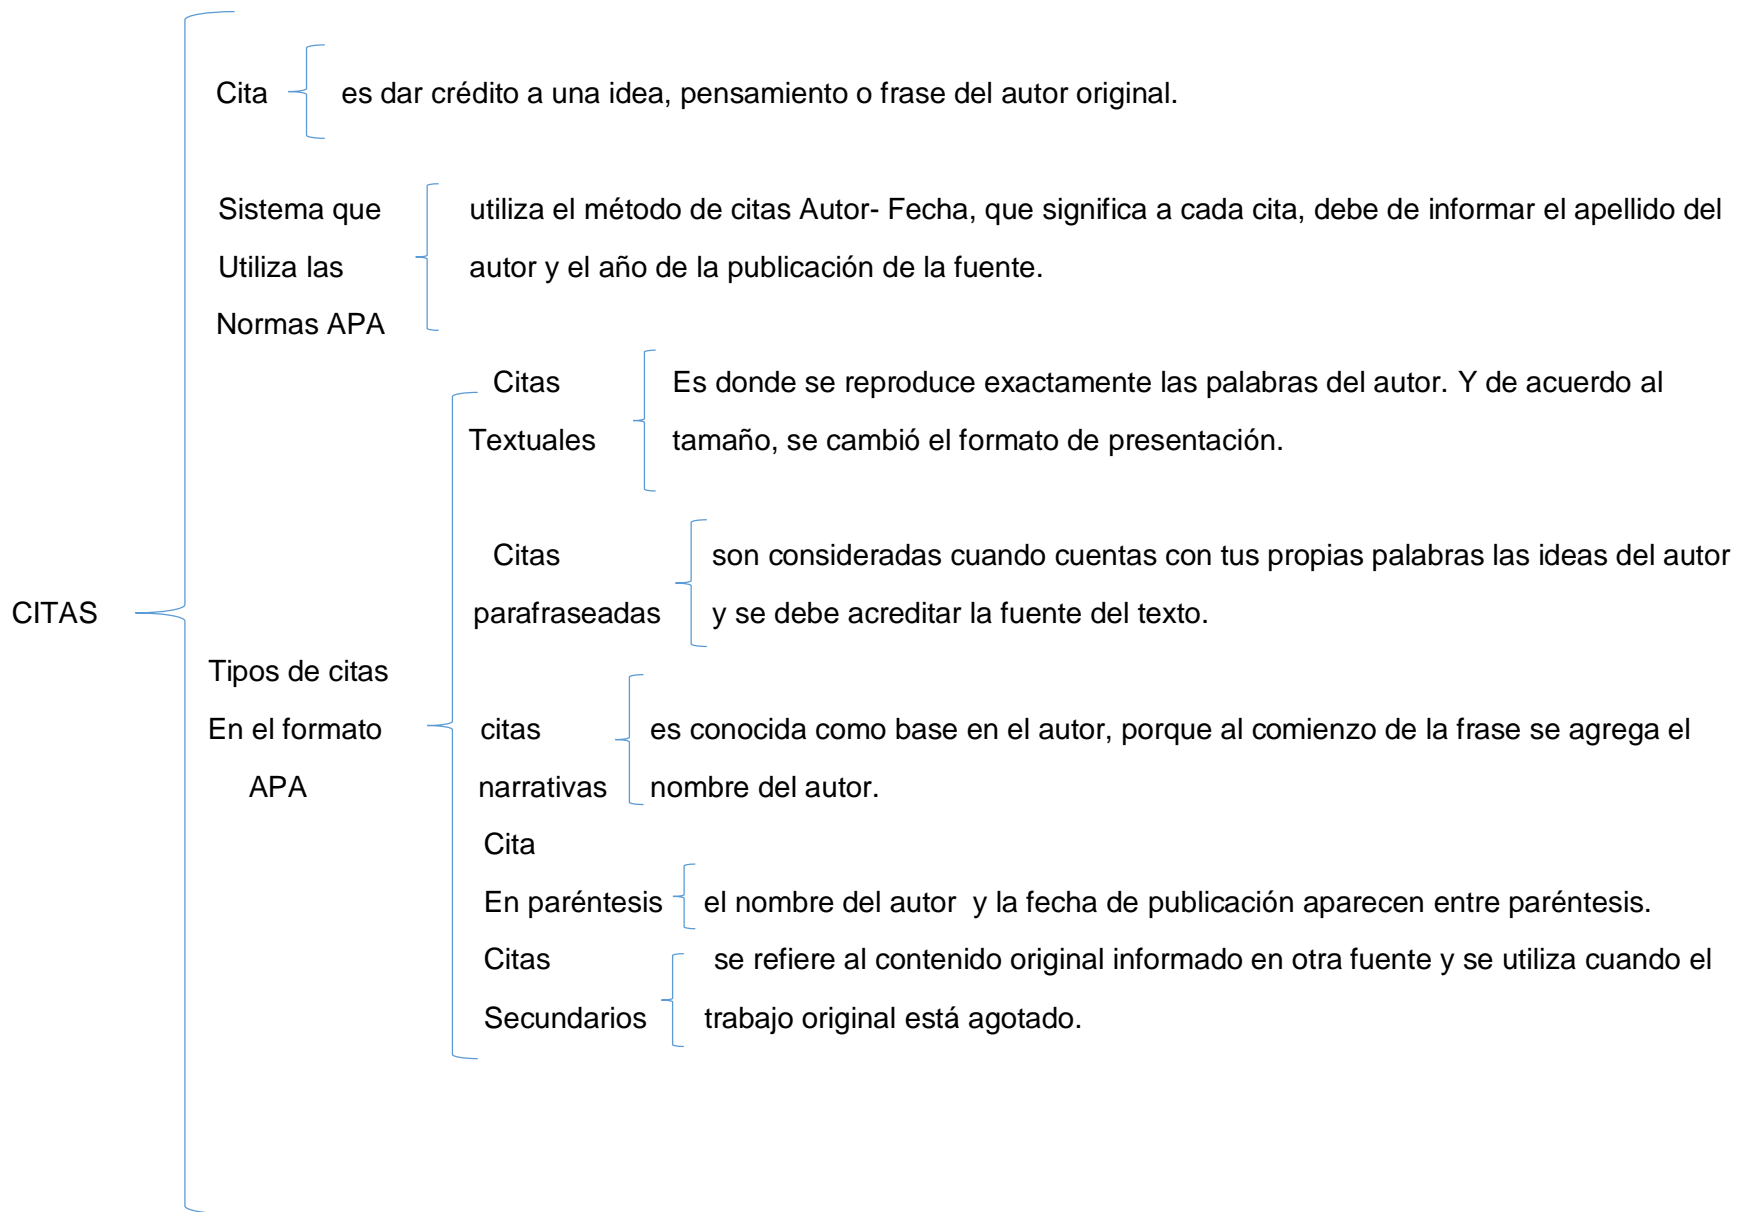 Cita es dar crédito a una idea, pensamiento o frase del autor original.
Sistema que utiliza el método de citas Autor- Fecha, que significa a cada cita, debe de informar el apellido del
Utiliza las autor y el año de la publicación de la fuente.
Normas APA
Citas Es donde se reproduce exactamente las palabras del autor. Y de acuerdo al
Textuales tamaño, se cambió el formato de presentación.
Citas son consideradas cuando cuentas con tus propias palabras las ideas del autor
CITAS parafraseadas y se debe acreditar la fuente del texto.
Tipos de citas
En el formato citas es conocida como base en el autor, porque al comienzo de la frase se agrega el
APA narrativas nombre del autor.
Cita
En paréntesis el nombre del autor y la fecha de publicación aparecen entre paréntesis.
Citas se refiere al contenido original informado en otra fuente y se utiliza cuando el
Secundarios trabajo original está agotado.